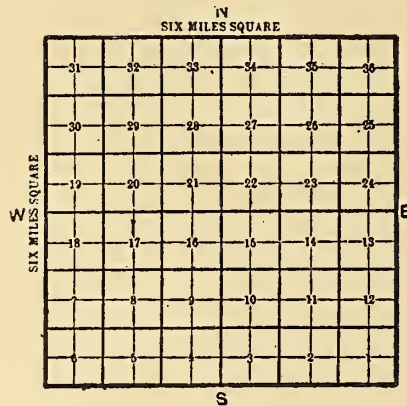 N
SIX MILES SQUARE
31 32 33 34 35 36
30 29 28 27 26 25
SIX MILES SQUARE
19 20 21 22 23 24
W E
18 17 16 15 14 13
7 8 9 10 11 12
6 5 4 3 2 1
S